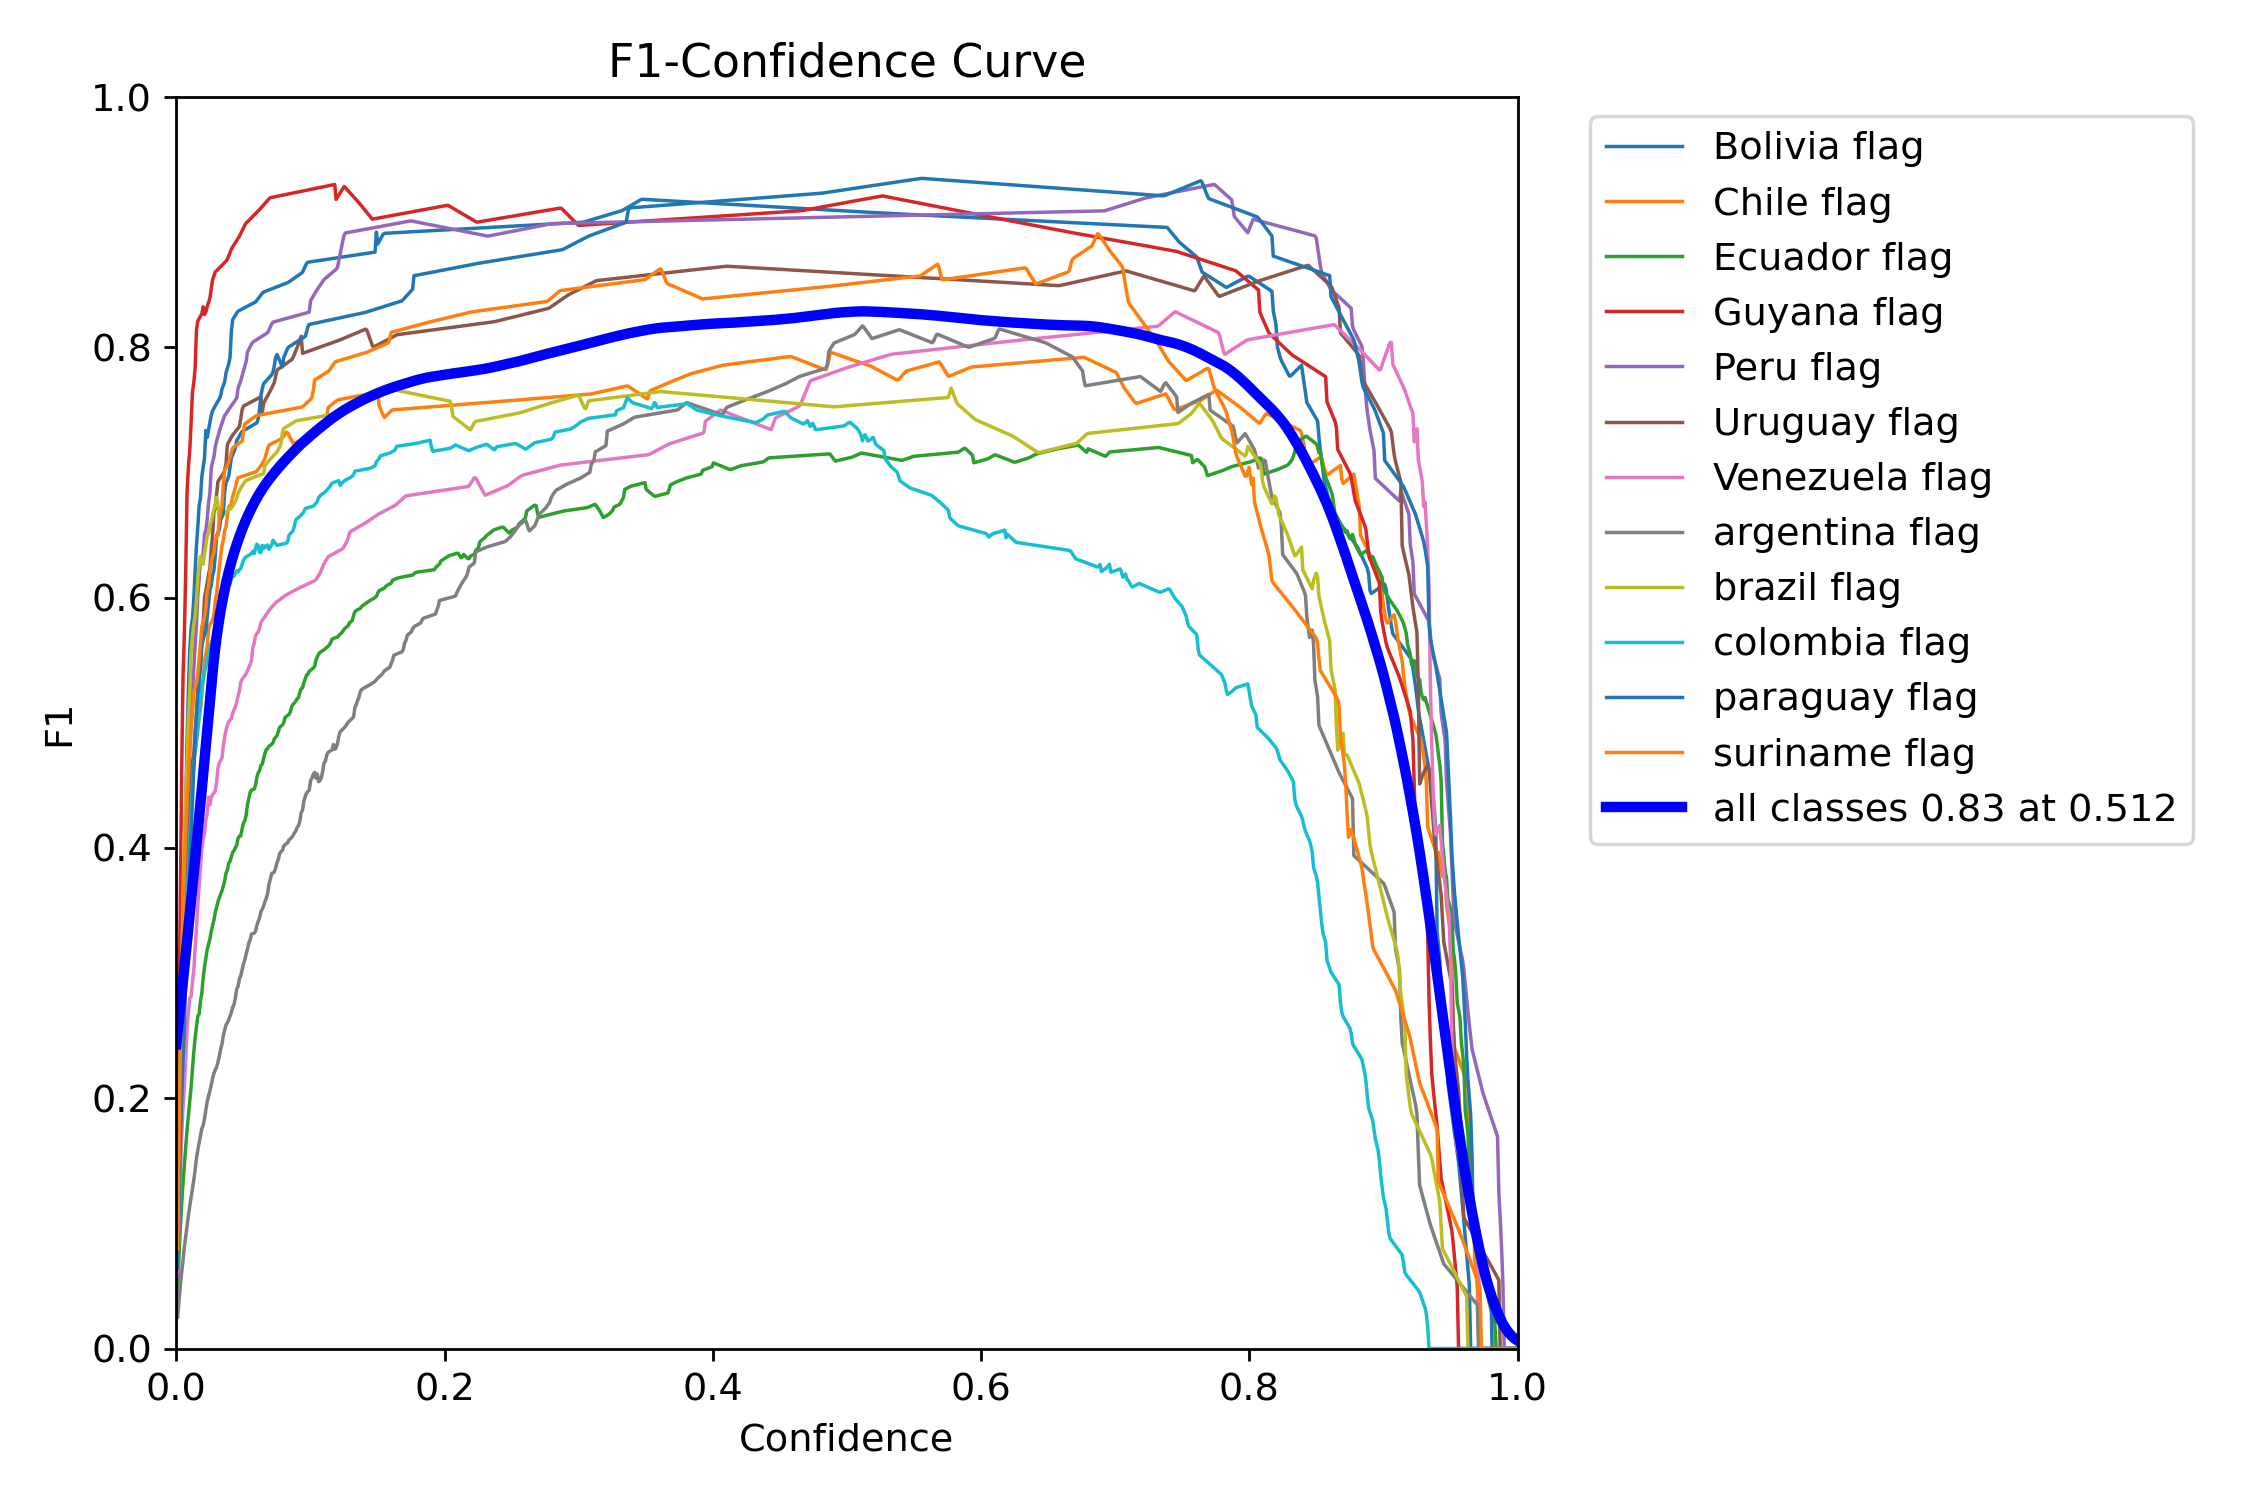 F1-Confidence Curve
1.0
0.8
0.6
0.4
0.2
0.0
F1
0.0 0.2 0.4 0.6 0.8 1.0
Confidence
Bolivia flag
Chile flag
Ecuador flag
Guyana flag
Peru flag
Uruguay flag
Venezuela flag
argentina flag
brazil flag
colombia flag
paraguay flag
suriname flag
all classes 0.83 at 0.512